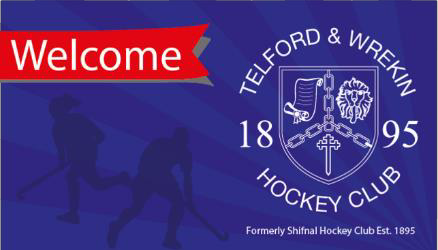 Welcome
TELFORD & WREKIN
18 95
HOCKEY CLUB
Formerly Shifnal Hockey Club Est. 1895